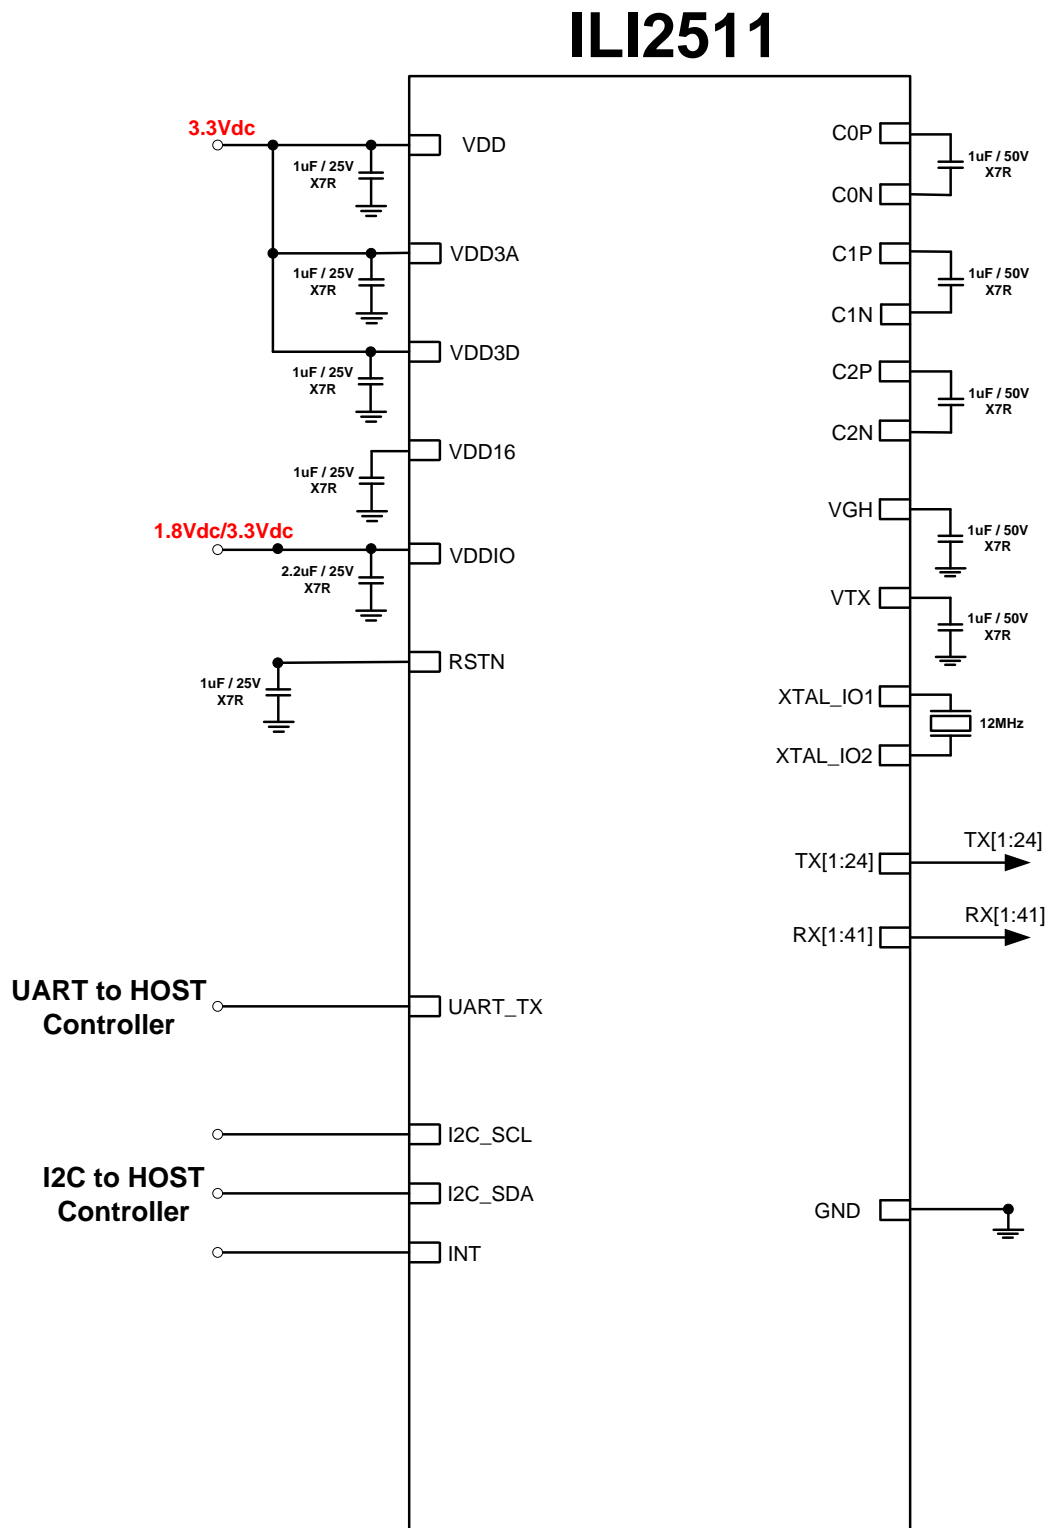 ILI2511
3.3Vdc
VDD
1uF / 25V
X7R
VDD3A
1uF / 25V
X7R
VDD3D
1uF / 25V
X7R
VDD16
1uF / 25V
X7R
1.8Vdc/3.3Vdc
VDDIO
2.2uF / 25V
X7R
RSTN
1uF / 25V
X7R
UART to HOST
Controller
UART_TX
I2C_SCL
I2C to HOST
Controller
I2C_SDA
INT
C0P
1uF / 50V
X7R
C0N
C1P
1uF / 50V
X7R
C1N
C2P
1uF / 50V
X7R
C2N
VGH
1uF / 50V
X7R
VTX
1uF / 50V
X7R
XTAL_IO1
12MHz
XTAL_IO2
TX[1:24]
TX[1:24]
RX[1:41]
RX[1:41]
GND